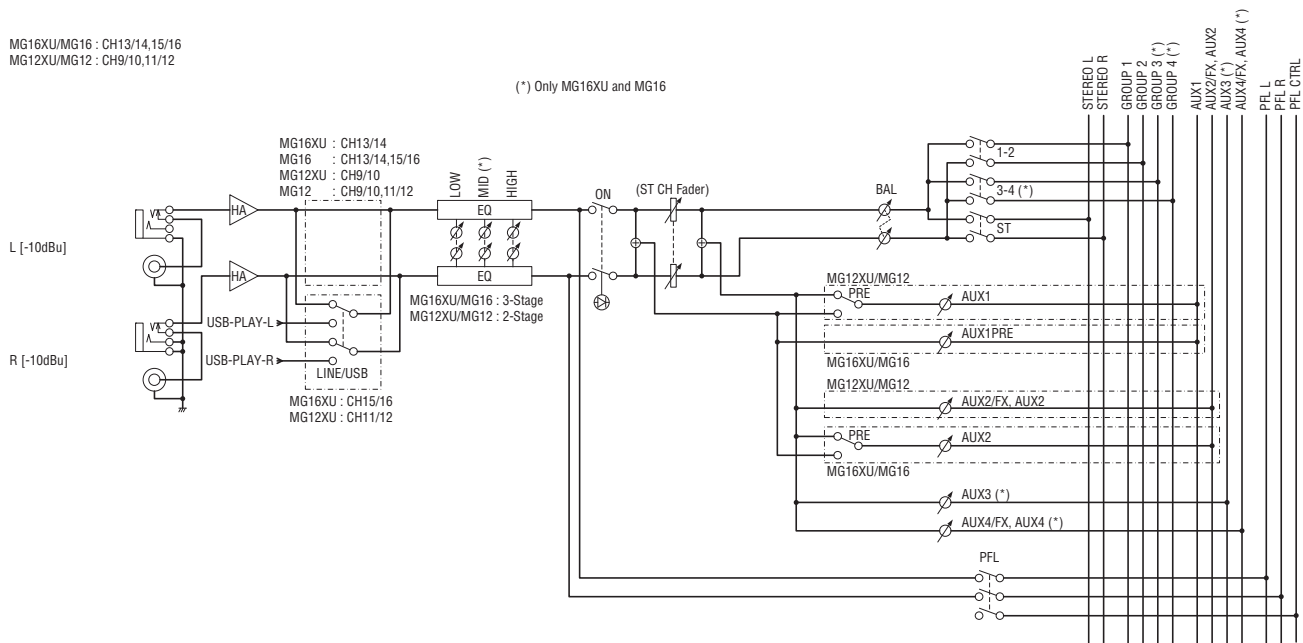 MG16XU/MG16 : CH13/14,15/16
MG12XU/MG12 : CH9/10,11/12
(*) Only MG16XU and MG16
STEREO L
STEREO R
GROUP 1
GROUP 2
GROUP 3 (*)
GROUP 4 (*)
AUX1
AUX2/FX, AUX2
AUX3 (*)
AUX4/FX, AUX4 (*)
PFL L
PFL R
PFL CTRL
MG16XU : CH13/14
MG16 : CH13/14,15/16
MG12XU : CH9/10
MG12 : CH9/10,11/12
LOW
MID (*)
HIGH
ON
(ST CH Fader)
BAL
1-2
3-4 (*)
ST
HA
EQ
L [-10dBu]
HA
EQ
MG16XU/MG16 : 3-Stage
MG12XU/MG12 : 2-Stage
USB-PLAY-L
USB-PLAY-R
LINE/USB
R [-10dBu]
MG16XU : CH15/16
MG12XU : CH11/12
MG12XU/MG12
PRE
AUX1
AUX1PRE
MG16XU/MG16
MG12XU/MG12
AUX2/FX, AUX2
PRE
AUX2
MG16XU/MG16
AUX3 (*)
AUX4/FX, AUX4 (*)
PFL